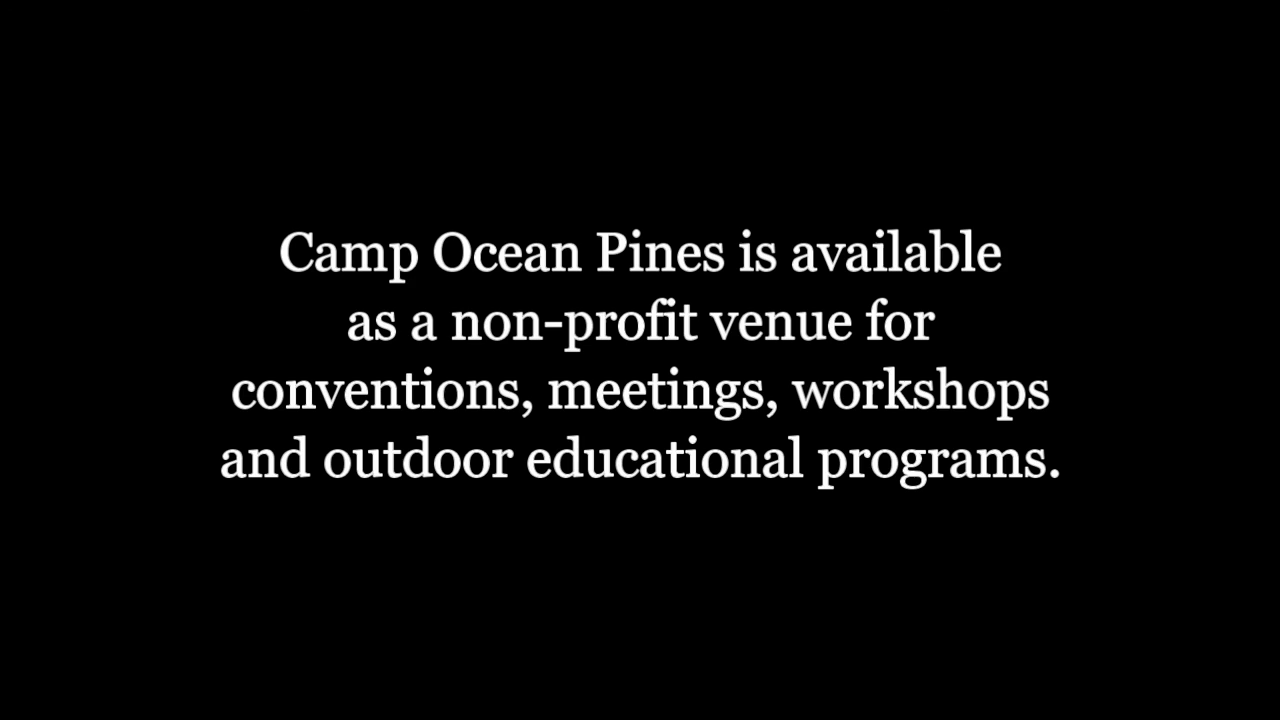 Camp Ocean Pines is available
as a non-profit venue for
conventions, meetings, workshops
and outdoor educational programs.